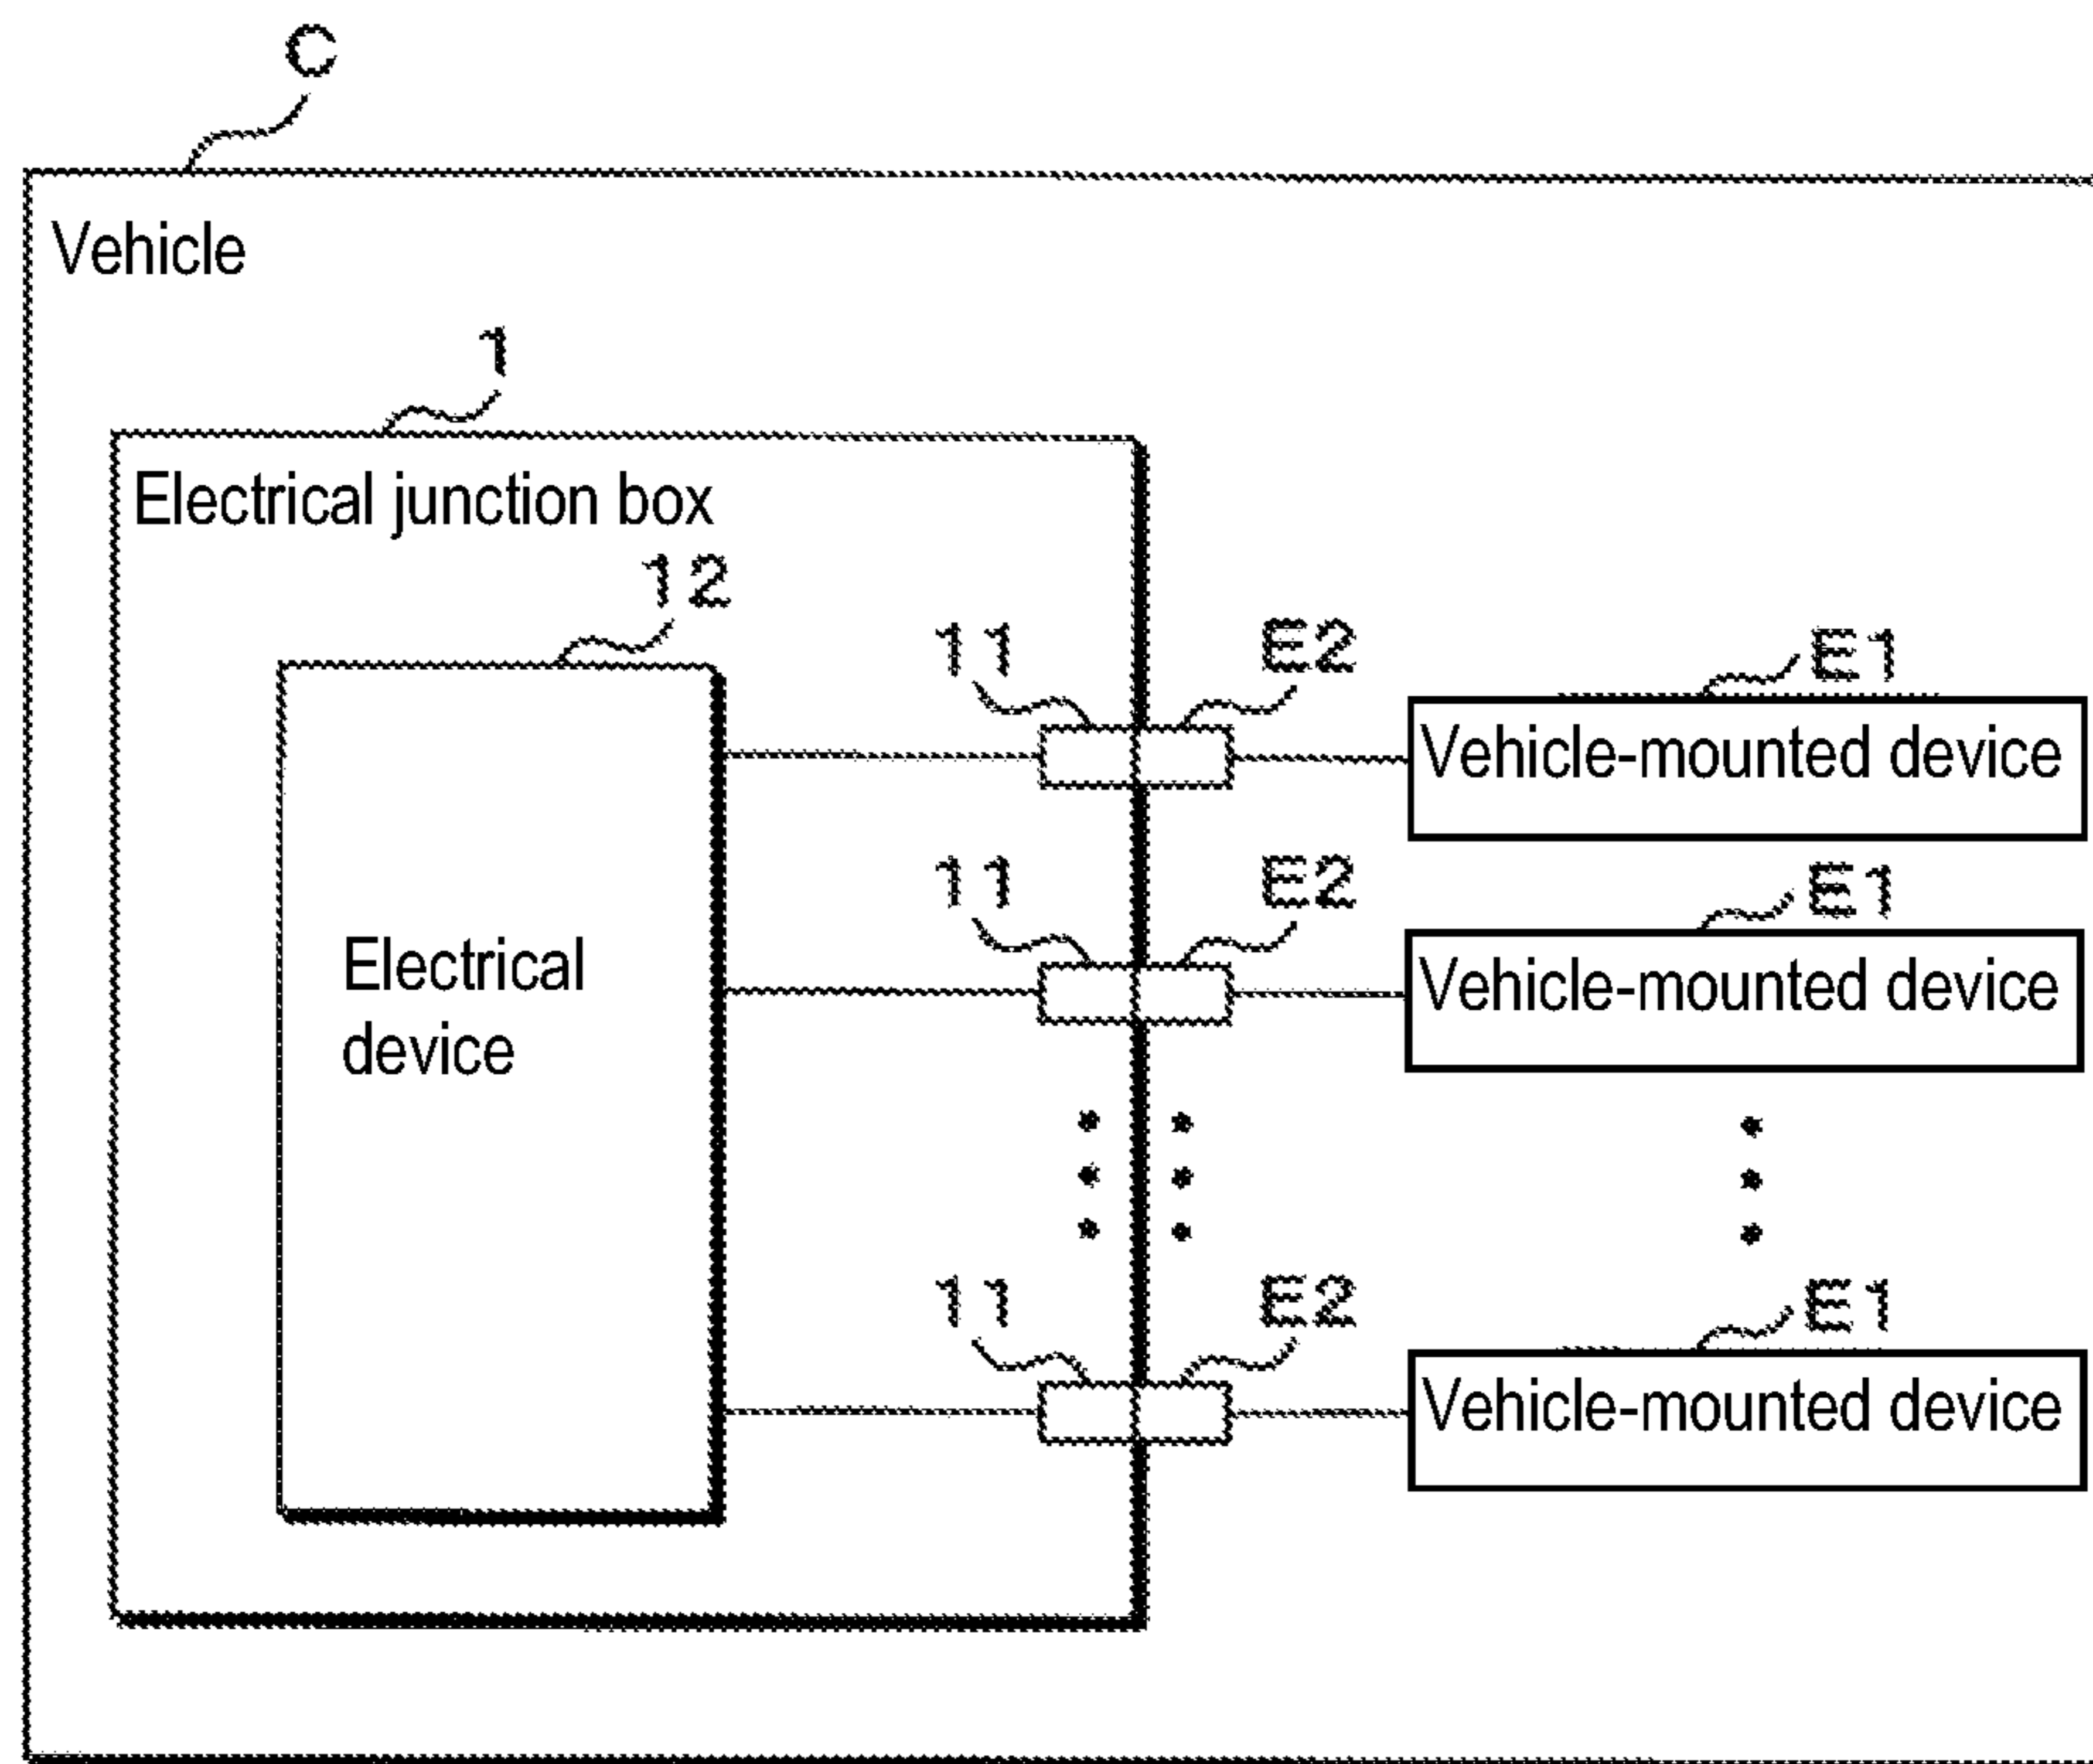 C
Vehicle
1
Electrical junction box
12
11 E2 E1
Vehicle-mounted device
11 E2 E1
Vehicle-mounted device
Electrical
device
11 E2 E1
Vehicle-mounted device